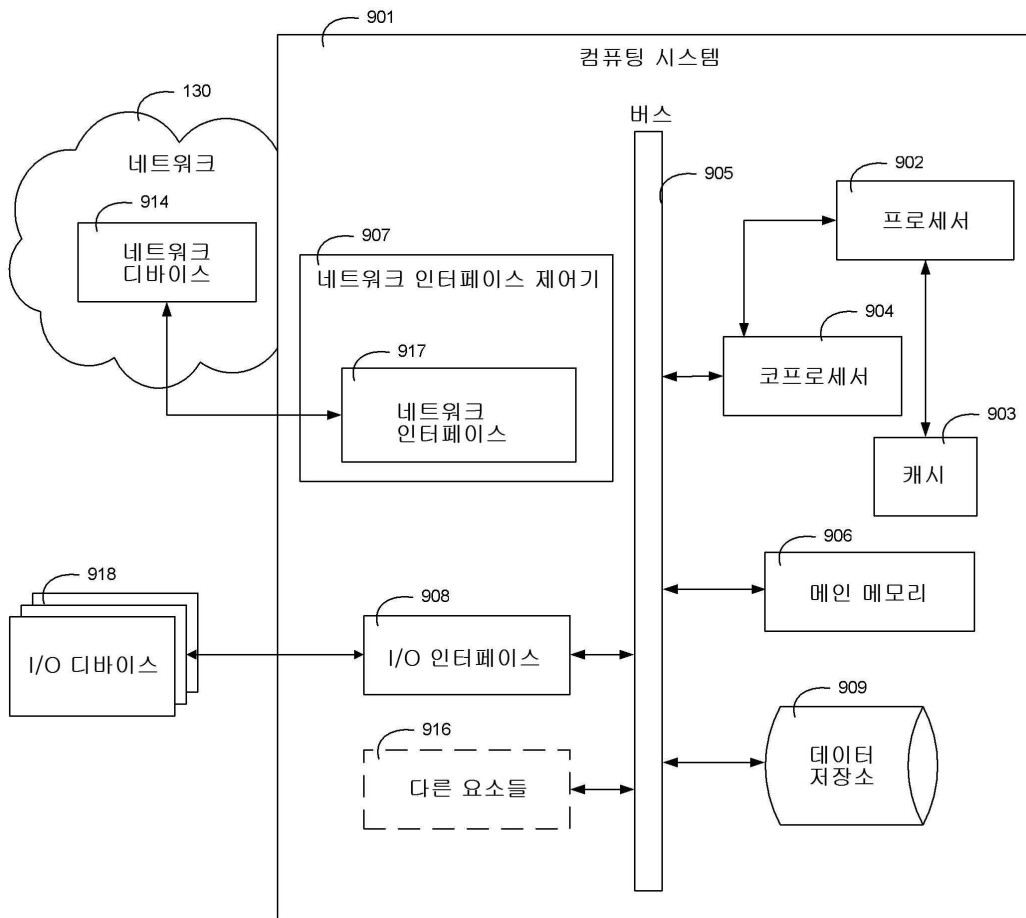 901
컴퓨팅 시스템
130
네트워크
914
네트워크
디바이스
버스
905
902
프로세서
907
네트워크 인터페이스 제어기
917
네트워크
인터페이스
904
코프로세서
903
캐시
906
메인 메모리
918
I/O 디바이스
908
I/O 인터페이스
909
데이터
저장소
916
다른 요소들